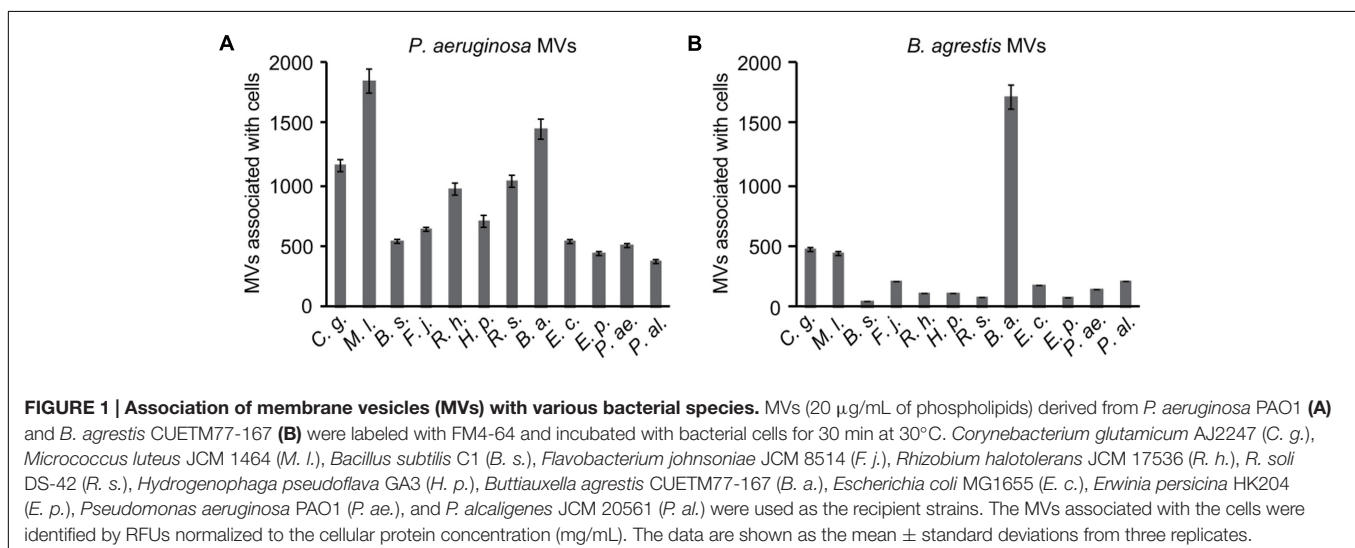 A
P. aeruginosa MVs
MVs associated with cells
2000
1500
1000
500
0
C. g.
M. l.
B. s.
F. j.
R. h.
H. p.
R. s.
B. a.
E. c.
E. p.
P. ae.
P. al.
B
B. agrestis MVs
MVs associated with cells
2000
1500
1000
500
0
C. g.
M. l.
B. s.
F. j.
R. h.
H. p.
R. s.
B. a.
E. c.
E. p.
P. ae.
P. al.
FIGURE 1 | Association of membrane vesicles (MVs) with various bacterial species. MVs (20 μg/mL of phospholipids) derived from P. aeruginosa PAO1 (A)
and B. agrestis CUETM77-167 (B) were labeled with FM4-64 and incubated with bacterial cells for 30 min at 30°C. Corynebacterium glutamicum AJ2247 (C. g.),
Micrococcus luteus JCM 1464 (M. l.), Bacillus subtilis C1 (B. s.), Flavobacterium johnsoniae JCM 8514 (F. j.), Rhizobium halotolerans JCM 17536 (R. h.), R. soli
DS-42 (R. s.), Hydrogenophaga pseudoflava GA3 (H. p.), Buttiauxella agrestis CUETM77-167 (B. a.), Escherichia coli MG1655 (E. c.), Erwinia persicina HK204
(E. p.), Pseudomonas aeruginosa PAO1 (P. ae.), and P. alcaligenes JCM 20561 (P. al.) were used as the recipient strains. The MVs associated with the cells were
identified by RFUs normalized to the cellular protein concentration (mg/mL). The data are shown as the mean ± standard deviations from three replicates.